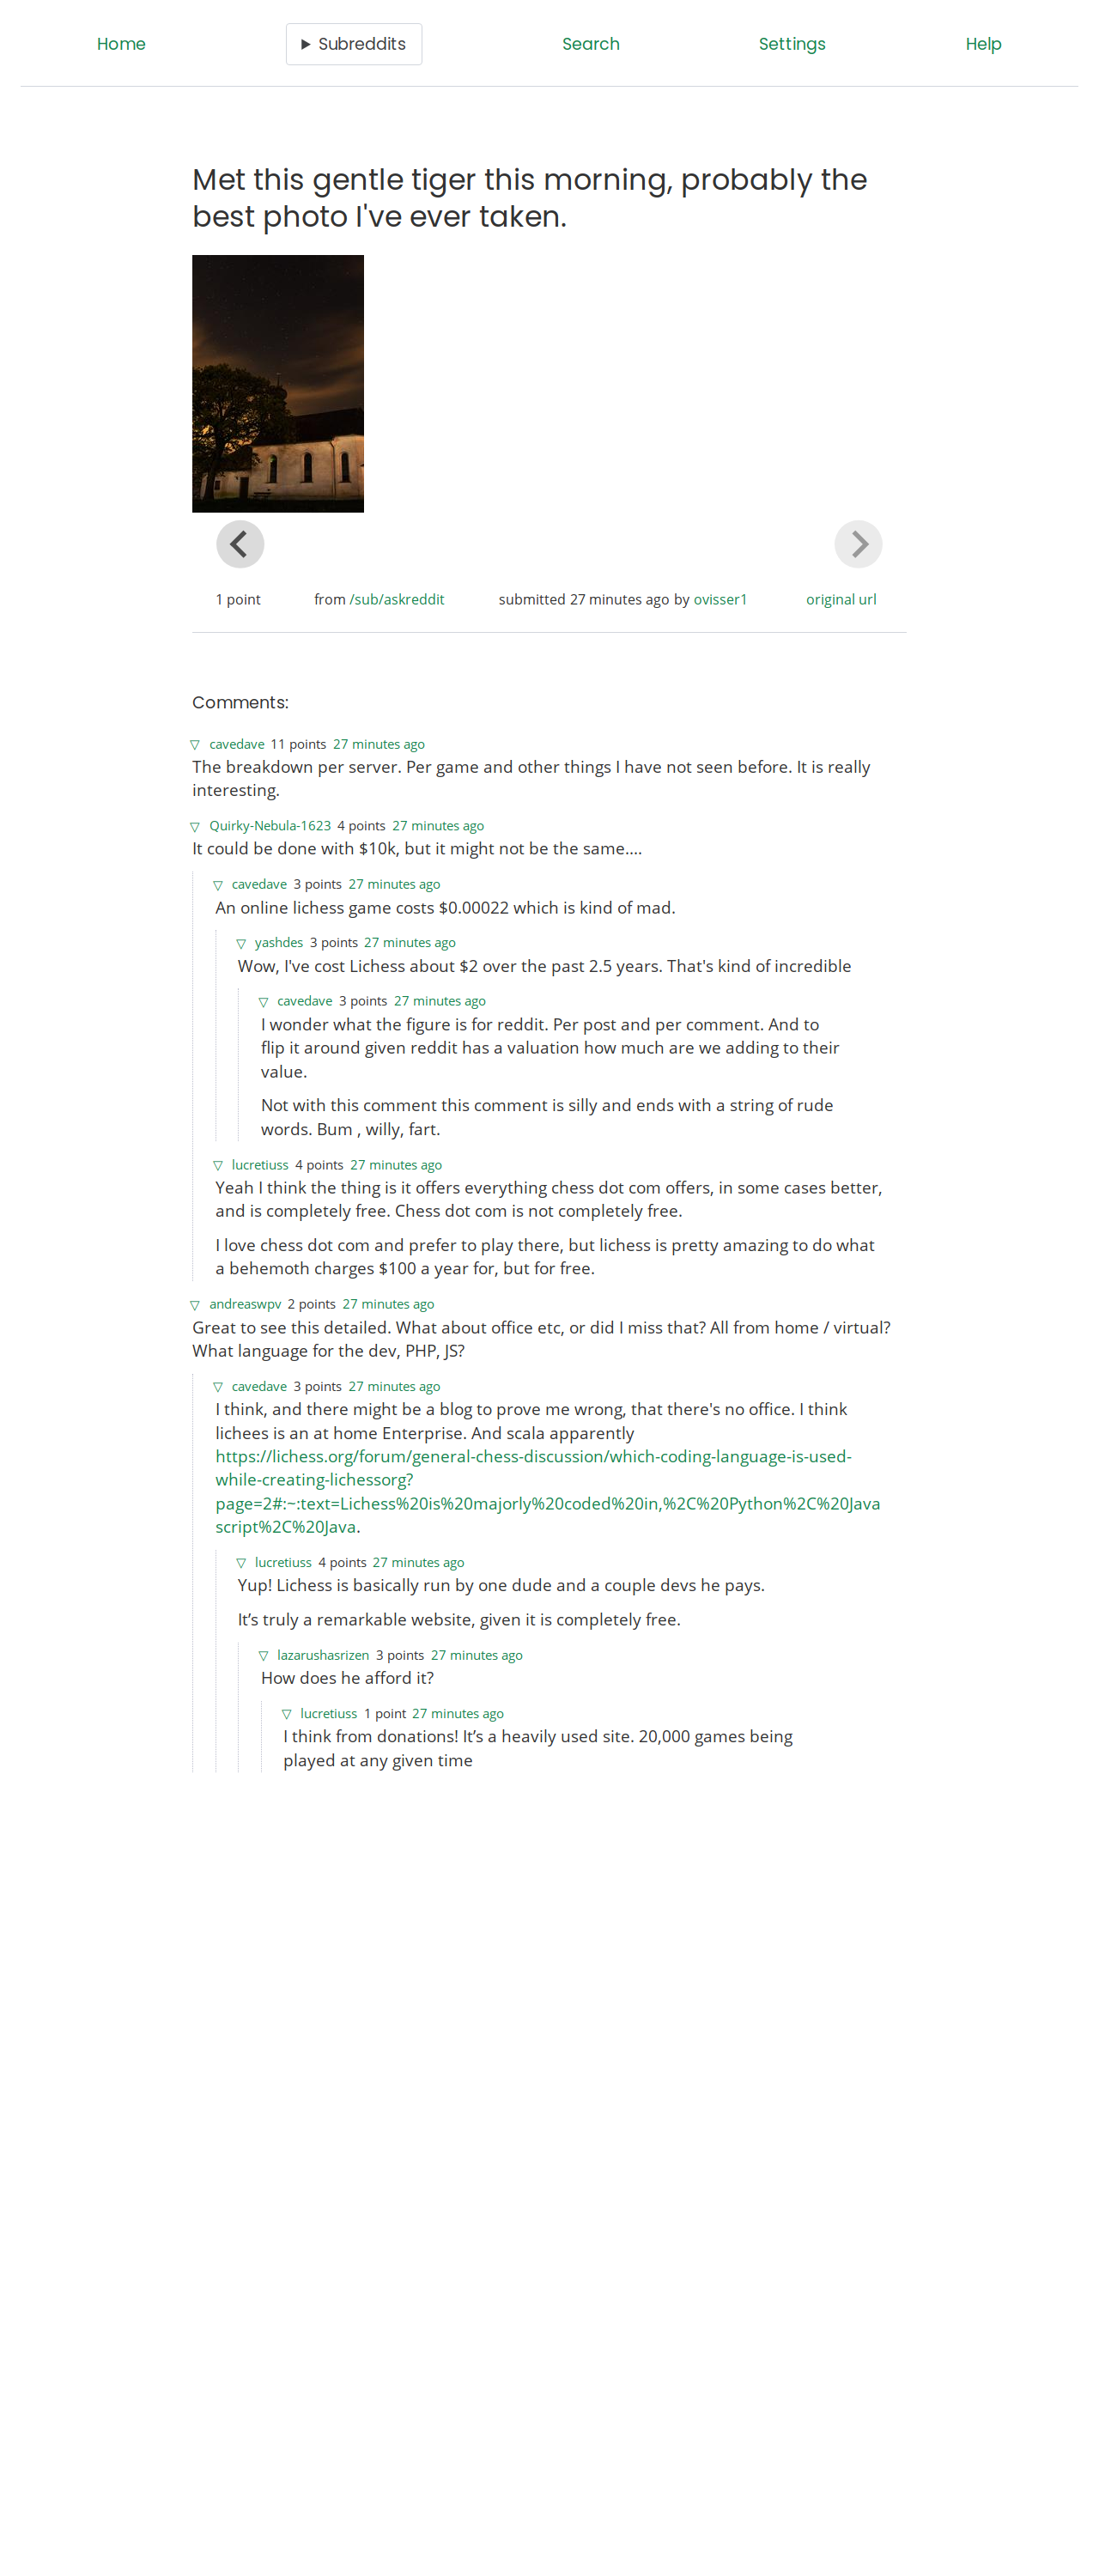 Home
Subreddits
Search
Settings
Help
Met this gentle tiger this morning, probably the
best photo I've ever taken.
1 point
from /sub/askreddit
submitted 27 minutes ago by ovisser1
original url
Comments:
cavedave 11 points 27 minutes ago
The breakdown per server. Per game and other things I have not seen before. It is really
interesting.
Quirky-Nebula-1623 4 points 27 minutes ago
It could be done with $10k, but it might not be the same....
cavedave 3 points 27 minutes ago
An online lichess game costs $0.00022 which is kind of mad.
yashdes 3 points 27 minutes ago
Wow, I've cost Lichess about $2 over the past 2.5 years. That's kind of incredible
cavedave 3 points 27 minutes ago
I wonder what the figure is for reddit. Per post and per comment. And to
flip it around given reddit has a valuation how much are we adding to their
value.
Not with this comment this comment is silly and ends with a string of rude
words. Bum , willy, fart.
lucretiuss 4 points 27 minutes ago
Yeah I think the thing is it offers everything chess dot com offers, in some cases better,
and is completely free. Chess dot com is not completely free.
I love chess dot com and prefer to play there, but lichess is pretty amazing to do what
a behemoth charges $100 a year for, but for free.
andreaswpv 2 points 27 minutes ago
Great to see this detailed. What about office etc, or did I miss that? All from home / virtual?
What language for the dev, PHP, JS?
cavedave 3 points 27 minutes ago
I think, and there might be a blog to prove me wrong, that there's no office. I think
lichees is an at home Enterprise. And scala apparently
https://lichess.org/forum/general-chess-discussion/which-coding-language-is-used-
while-creating-lichessorg?
page=2#:~:text=Lichess%20is%20majorly%20coded%20in,%2C%20Python%2C%20Java
script%2C%20Java.
lucretiuss 4 points 27 minutes ago
Yup! Lichess is basically run by one dude and a couple devs he pays.
It’s truly a remarkable website, given it is completely free.
lazarushasrizen 3 points 27 minutes ago
How does he afford it?
lucretiuss 1 point 27 minutes ago
I think from donations! It’s a heavily used site. 20,000 games being
played at any given time